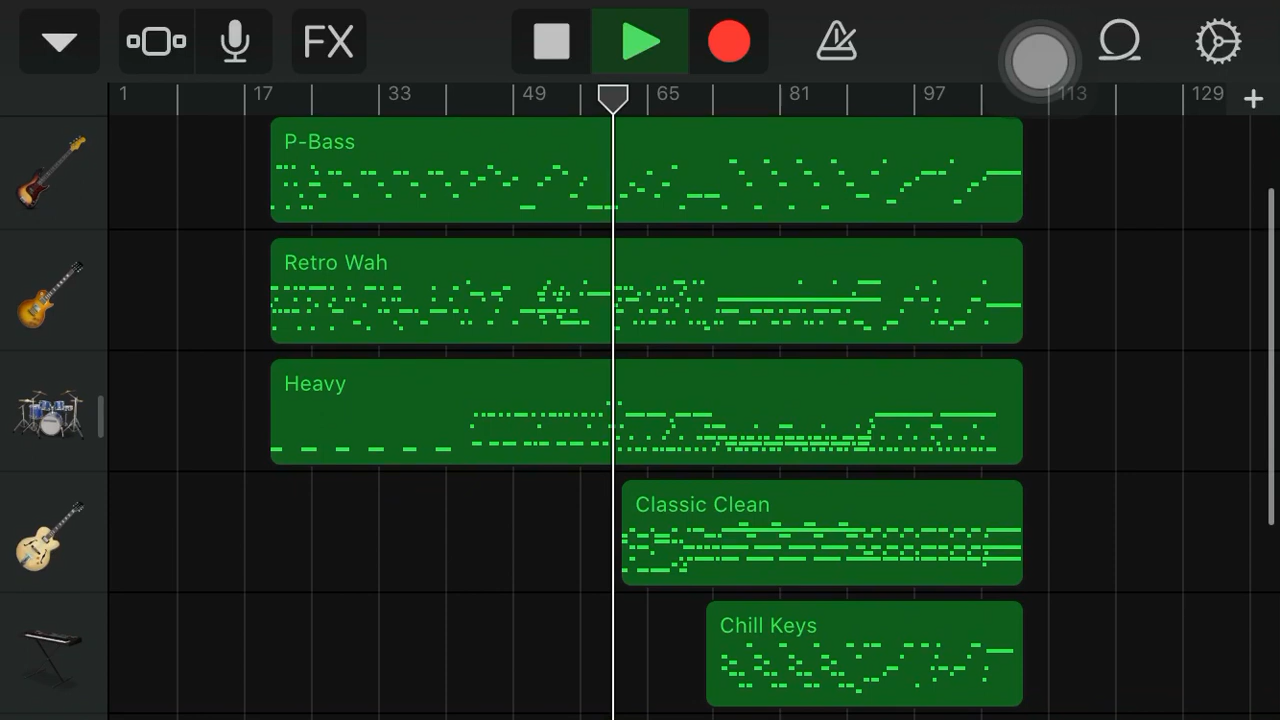 FX
1 17 33 49 65 81 97 113 129 +
P-Bass
Retro Wah
Heavy
Classic Clean
Chill Keys